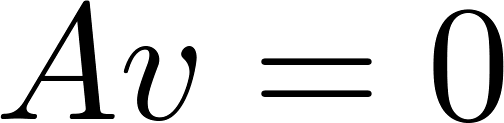 Av = 0